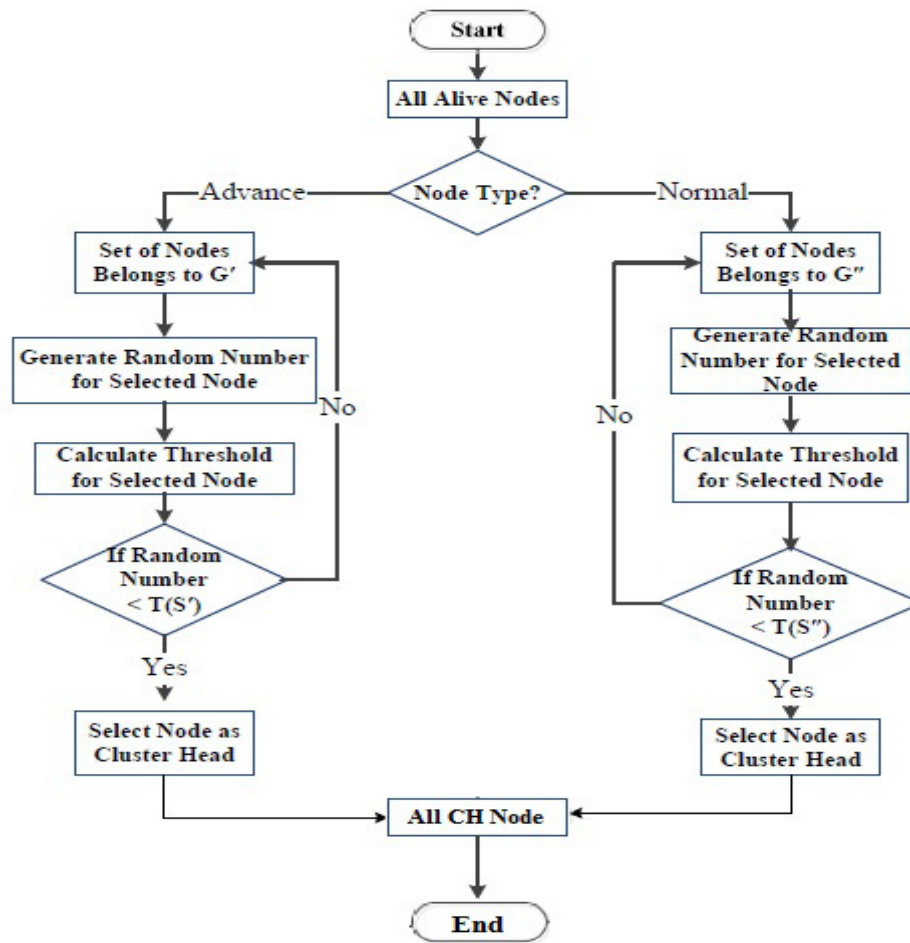 Start
All Alive Nodes
Node Type?
Advance
Normal
Set of Nodes
Belongs to G′
Generate Random Number
for Selected Node
Calculate Threshold
for Selected Node
If Random
Number
< T(S′)
No
Yes
Select Node as
Cluster Head
Set of Nodes
Belongs to G″
Generate Random
Number for Selected
Node
Calculate Threshold
for Selected Node
If Random
Number
< T(S″)
No
Yes
Select Node as
Cluster Head
All CH Node
End